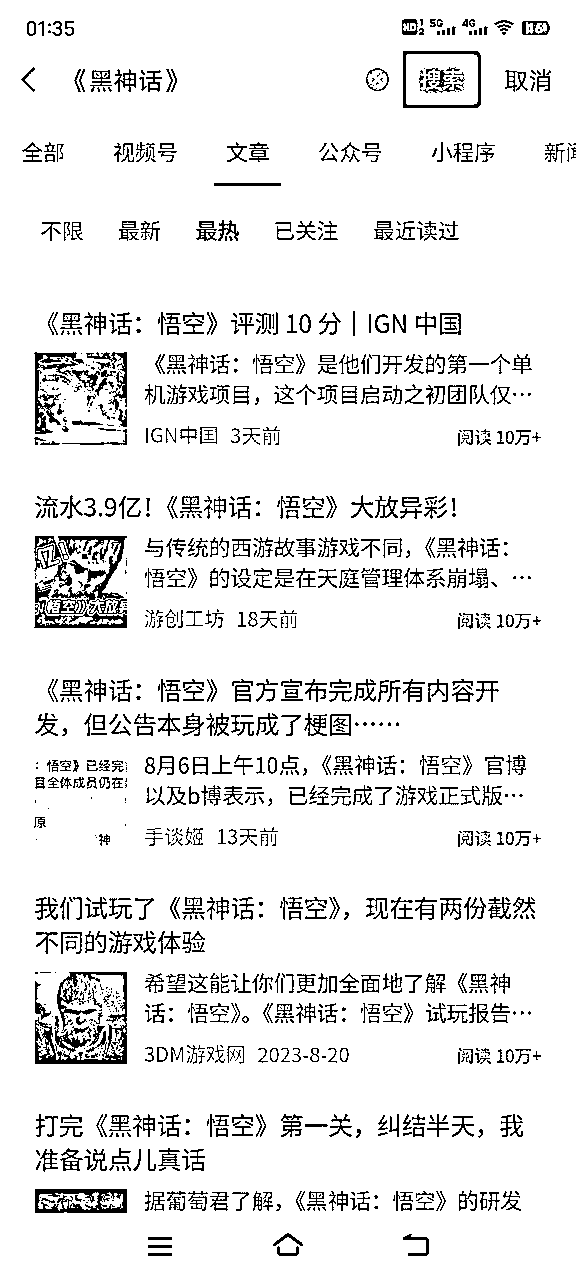 01:35 5G 4G
《黑神话》 搜索 取消
全部 视频号 文章 公众号 小程序 新闻
不限 最新 最热 已关注 最近读过
《黑神话：悟空》评测 10 分｜IGN 中国
《黑神话：悟空》是他们开发的第一个单
机游戏项目，这个项目启动之初团队仅…
IGN中国 3天前 阅读 10万+
流水3.9亿！《黑神话：悟空》大放异彩！
与传统的西游故事游戏不同，《黑神话：
悟空》的设定是在天庭管理体系崩塌、…
游创工坊 18天前 阅读 10万+
《黑神话：悟空》官方宣布完成所有内容开
发，但公告本身被玩成了梗图……
：悟空》已经完
目全体成员仍在
原
神
8月6日上午10点，《黑神话：悟空》官博
以及b博表示，已经完成了游戏正式版…
手谈姬 13天前 阅读 10万+
我们试玩了《黑神话：悟空》，现在有两份截然
不同的游戏体验
希望这能让你们更加全面地了解《黑神
话：悟空》。《黑神话：悟空》试玩报告…
3DM游戏网 2023-8-20 阅读 10万+
打完《黑神话：悟空》第一关，纠结半天，我
准备说点儿真话
据葡萄君了解，《黑神话：悟空》的研发